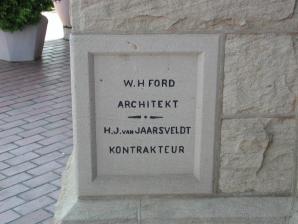 W. H FORD
ARCHITEKT
H. J. VAN JAARSVELDT
KONTRAKTEUR